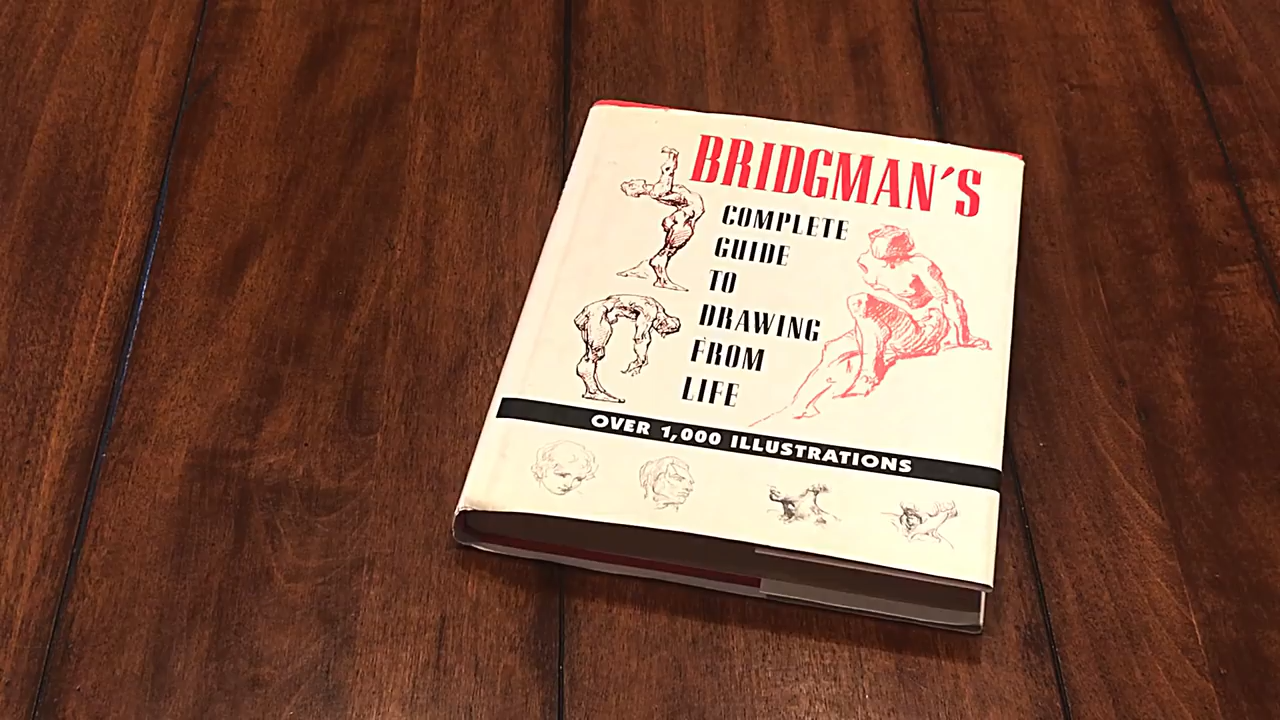 BRIDGMAN'S
COMPLETE
GUIDE
TO
DRAWING
FROM
LIFE
OVER 1,000 ILLUSTRATIONS